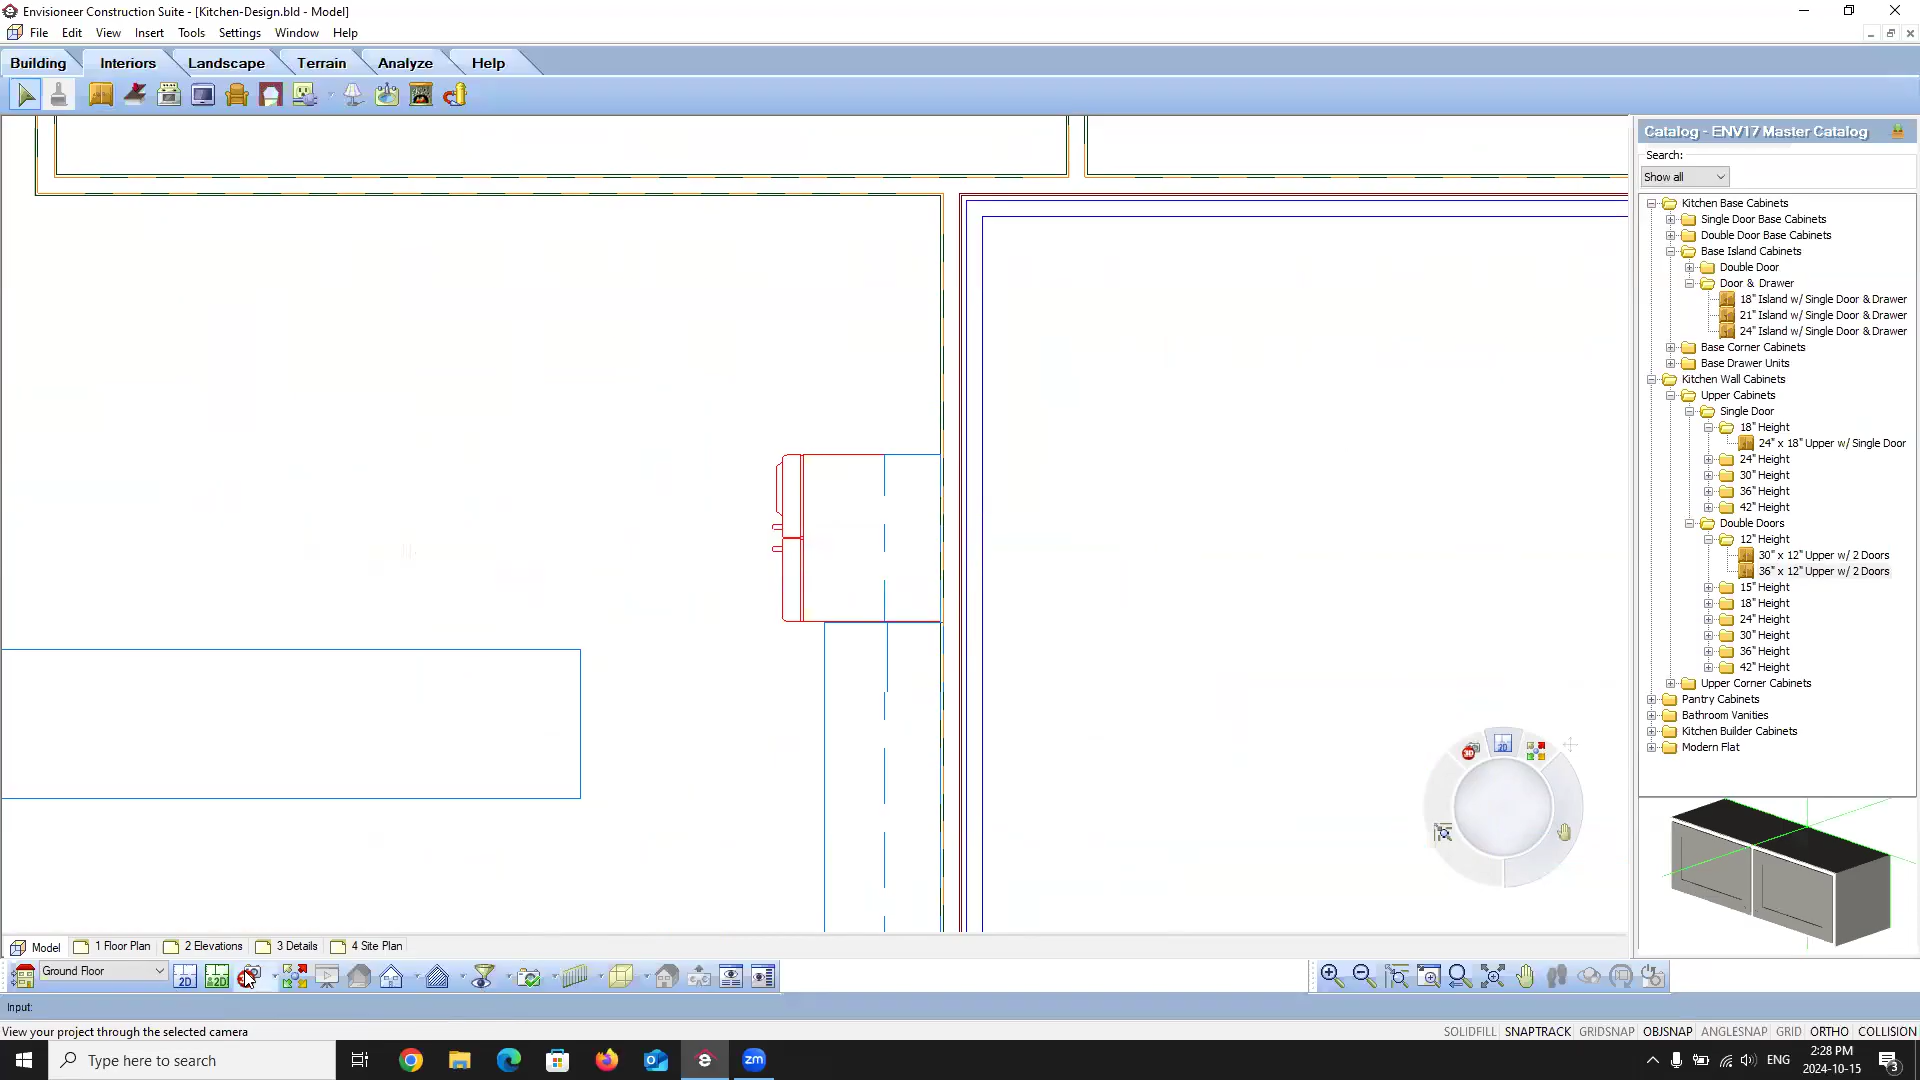 Envisioneer Construction Suite - [Kitchen-Design.bld - Model]
File Edit View Insert Tools Settings Window Help
Building Interiors Landscape Terrain Analyze Help
Catalog - ENV17 Master Catalog
Search:
Show all
Kitchen Base Cabinets
Single Door Base Cabinets
Double Door Base Cabinets
Base Island Cabinets
Double Door
Door & Drawer
18" Island w/ Single Door & Drawer
21" Island w/ Single Door & Drawer
24" Island w/ Single Door & Drawer
Base Corner Cabinets
Base Drawer Units
Kitchen Wall Cabinets
Upper Cabinets
Single Door
18" Height
24" x 18" Upper w/ Single Door
24" Height
30" Height
36" Height
42" Height
Double Doors
12" Height
30" x 12" Upper w/ 2 Doors
36" x 12" Upper w/ 2 Doors
15" Height
18" Height
24" Height
30" Height
36" Height
42" Height
Upper Corner Cabinets
Pantry Cabinets
Bathroom Vanities
Kitchen Builder Cabinets
Modern Flat
2D
3D
Model 1 Floor Plan 2 Elevations 3 Details 4 Site Plan
Ground Floor
2D 2D
Input:
View your project through the selected camera
SOLIDFILL SNAPTRACK GRIDSNAP OBJSNAP ANGLESNAP GRID ORTHO COLLISION
Type here to search
zm
ENG
2:28 PM
2024-10-15
3